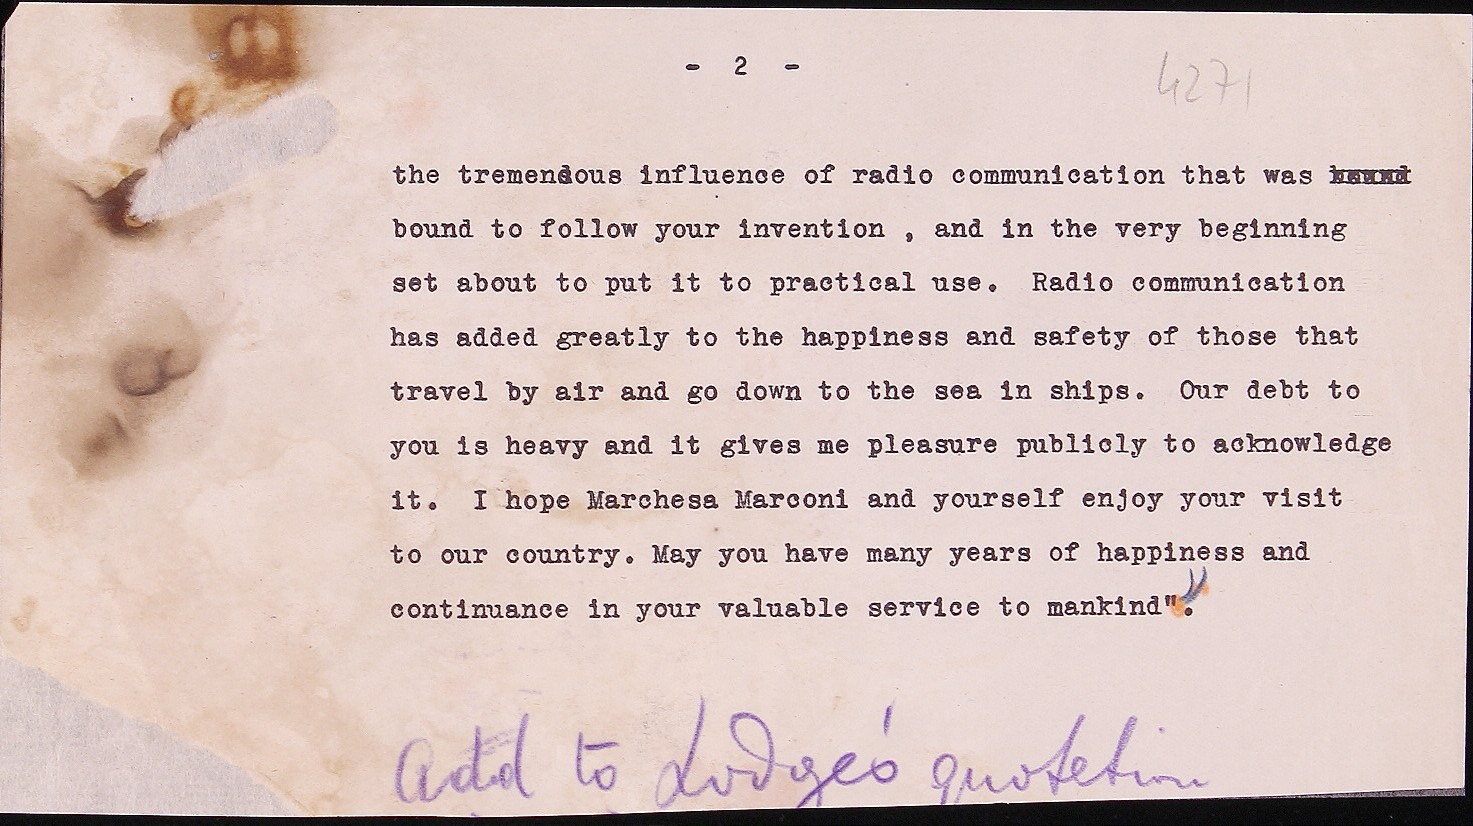 - 2 -
4271
the tremendous influence of radio communication that was bound
bound to follow your invention , and in the very beginning
set about to put it to practical use. Radio communication
has added greatly to the happiness and safety of those that
travel by air and go down to the sea in ships. Our debt to
you is heavy and it gives me pleasure publicly to acknowledge
it. I hope Marchesa Marconi and yourself enjoy your visit
to our country. May you have many years of happiness and
continuance in your valuable service to mankind".
Add to Lodge's quotetion